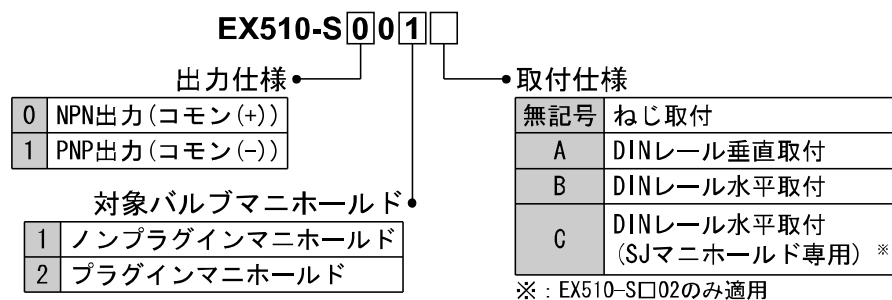 EX510-S001□
出力仕様
0 NPN出力(コモン(+))
1 PNP出力(コモン(-))
対象バルブマニホールド
1 ノンプラグインマニホールド
2 プラグインマニホールド
取付仕様
無記号 ねじ取付
A DINレール垂直取付
B DINレール水平取付
C DINレール水平取付
(SJマニホールド専用)※
※:EX510-S□02のみ適用